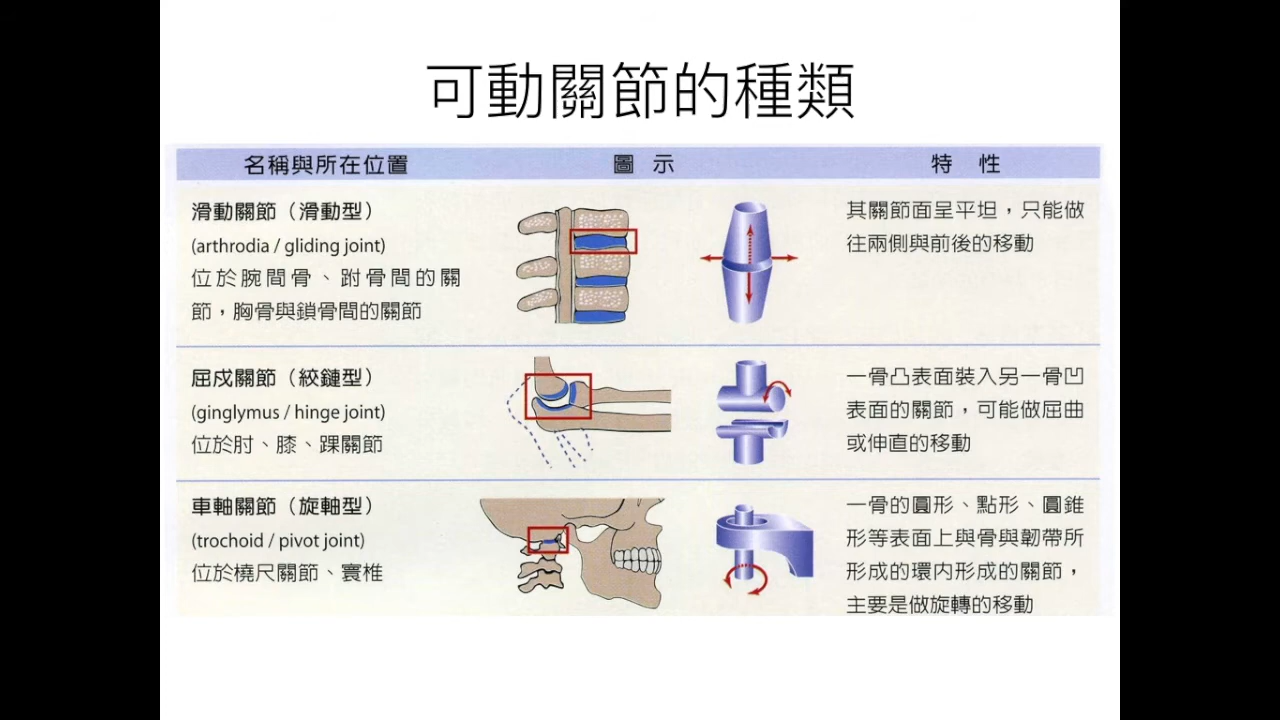 可動關節的種類
名稱與所在位置
圖示
特性
滑動關節（滑動型）
(arthrodia / gliding joint)
位於腕間骨、跗骨間的關
節，胸骨與鎖骨間的關節
其關節面呈平坦，只能做
往兩側與前後的移動
屈戍關節（絞鏈型）
(ginglymus / hinge joint)
位於肘、膝、踝關節
一骨凸表面裝入另一骨凹
表面的關節，可能做屈曲
或伸直的移動
車軸關節（旋軸型）
(trochoid / pivot joint)
位於橈尺關節、寰椎
一骨的圓形、點形、圓錐
形等表面上與骨與韌帶所
形成的環內形成的關節，
主要是做旋轉的移動